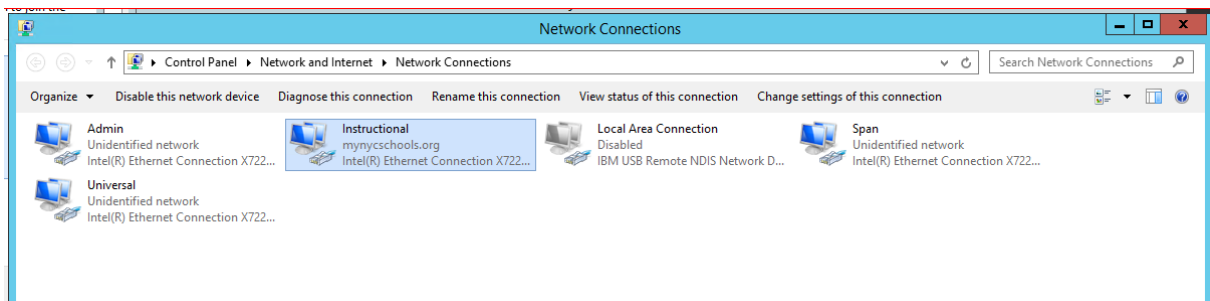 to join the
Network Connections
Control Panel ▸ Network and Internet ▸ Network Connections
Search Network Connections
Organize Disable this network device Diagnose this connection Rename this connection View status of this connection Change settings of this connection
Admin
Unidentified network
Intel(R) Ethernet Connection X722...
Instructional
mynycschools.org
Intel(R) Ethernet Connection X722...
Local Area Connection
Disabled
IBM USB Remote NDIS Network D...
Span
Unidentified network
Intel(R) Ethernet Connection X722...
Universal
Unidentified network
Intel(R) Ethernet Connection X722...